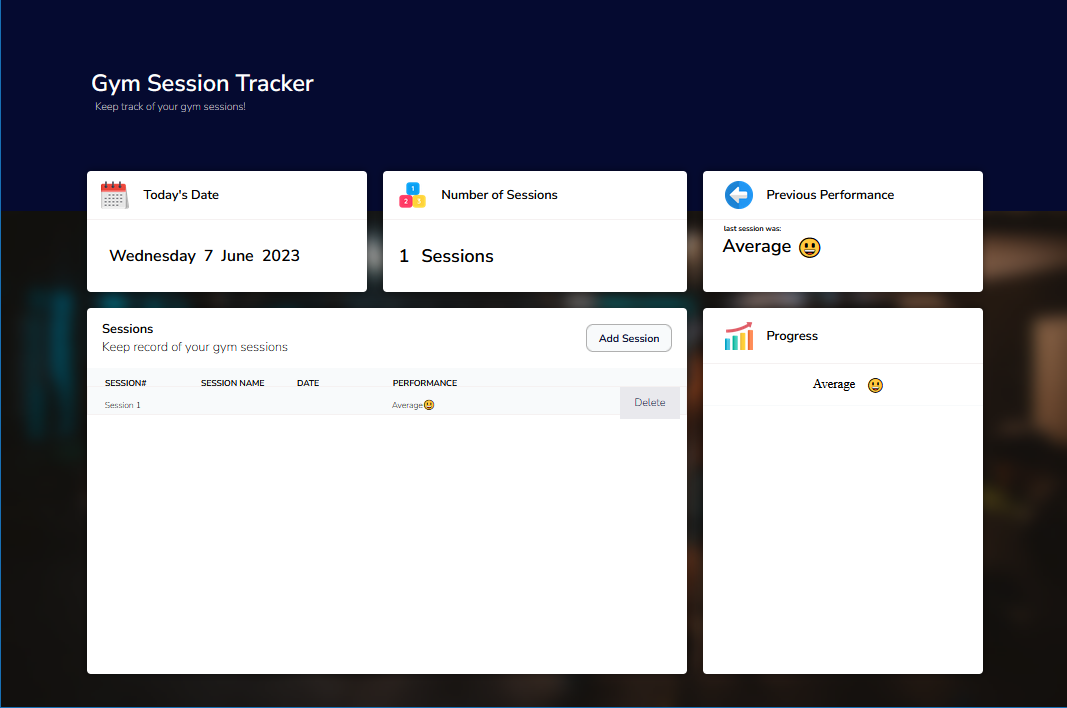 Gym Session Tracker
Keep track of your gym sessions!
Today's Date
Wednesday 7 June 2023
1 2 3
Number of Sessions
1 Sessions
Previous Performance
last session was:
Average 😃
Sessions
Keep record of your gym sessions
Add Session
SESSION# SESSION NAME DATE PERFORMANCE
Session 1 Average😃 Delete
Progress
Average 😃